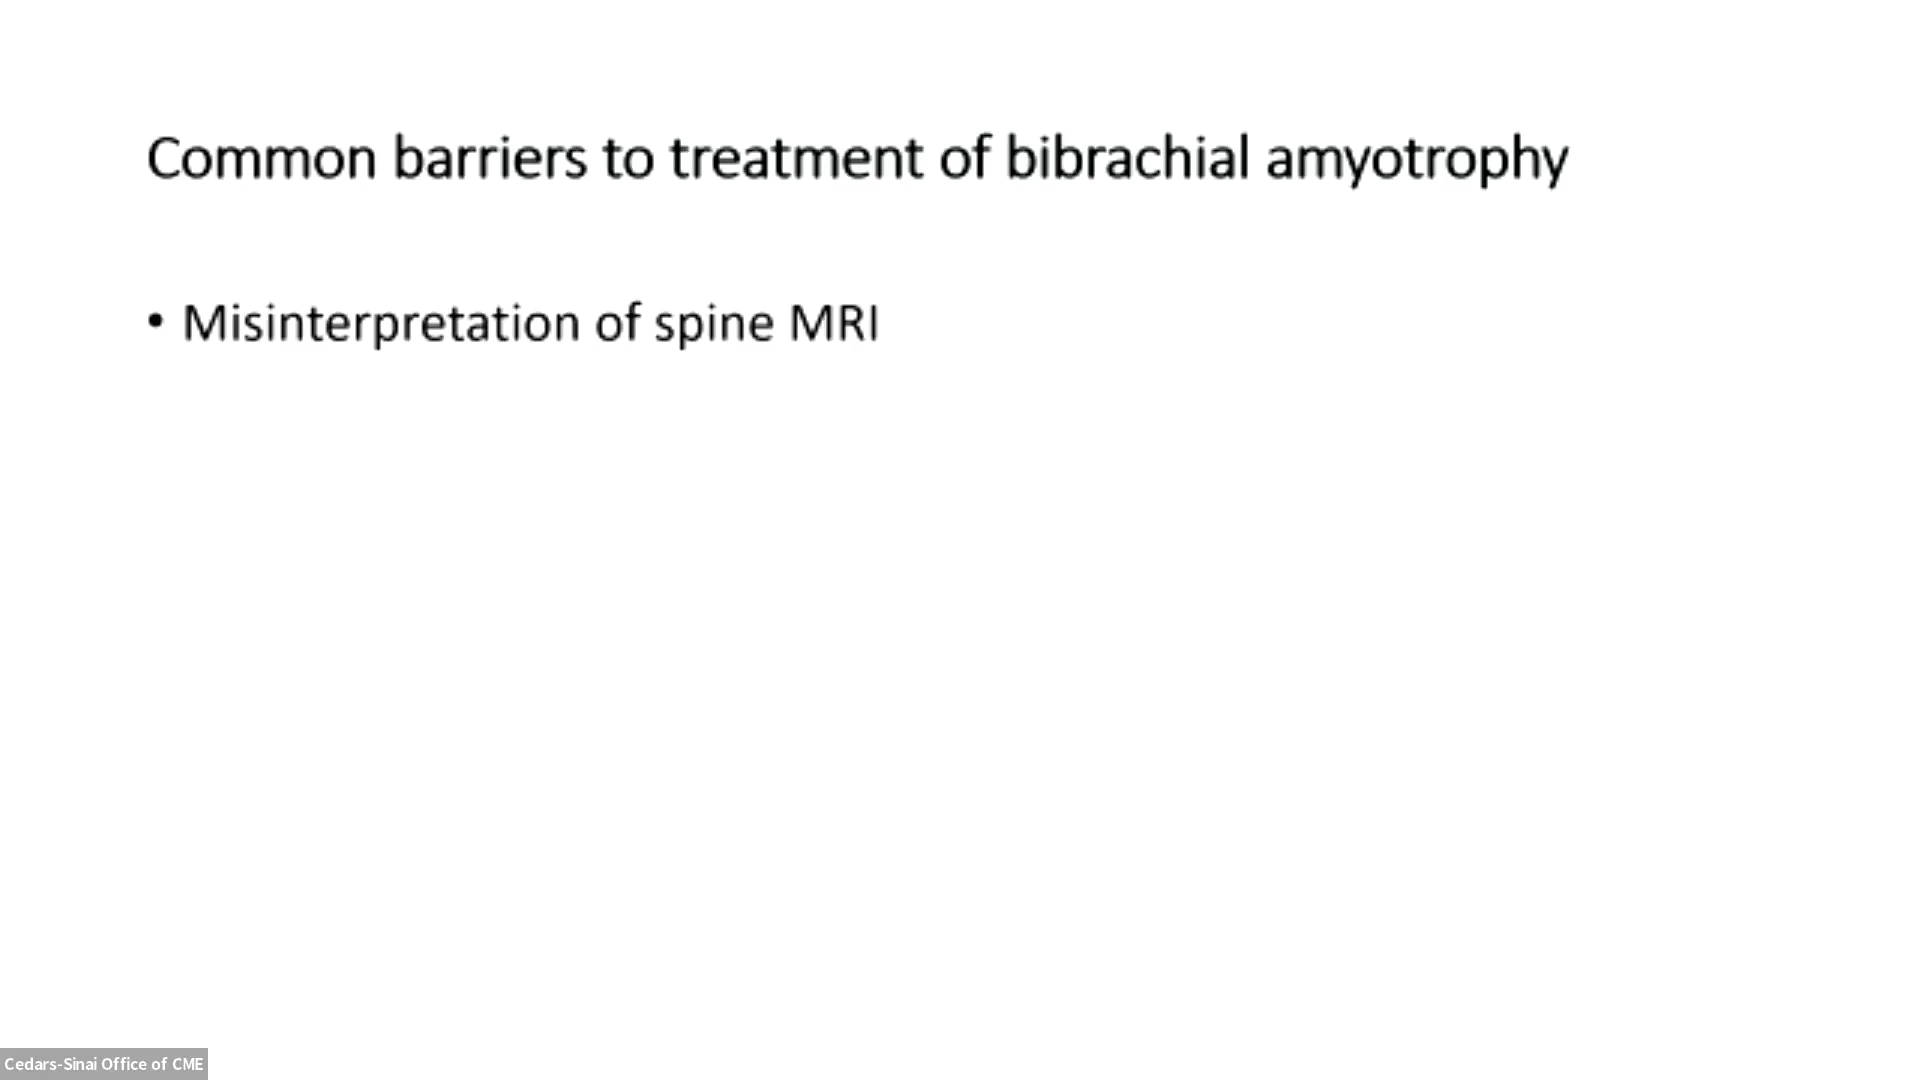 Common barriers to treatment of bibrachial amyotrophy
• Misinterpretation of spine MRI
Cedars-Sinai Office of CME